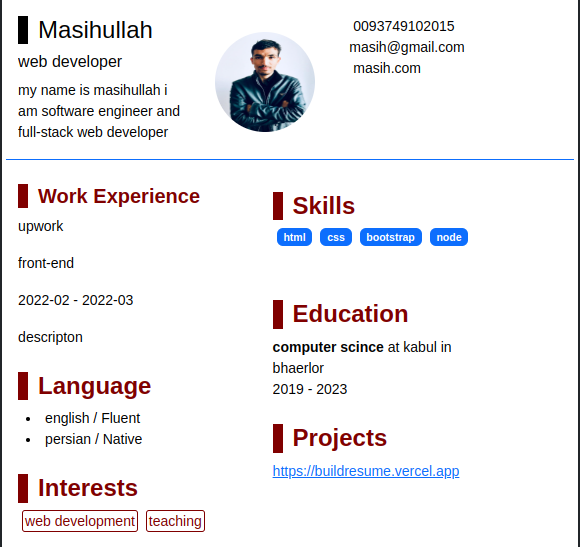 Masihullah
web developer
my name is masihullah i
am software engineer and
full-stack web developer
0093749102015
masih@gmail.com
masih.com
Work Experience
upwork
front-end
2022-02 - 2022-03
descripton
Language
english / Fluent
persian / Native
Interests
web development teaching
Skills
html css bootstrap node
Education
computer scince at kabul in
bhaerlor
2019 - 2023
Projects
https://buildresume.vercel.app